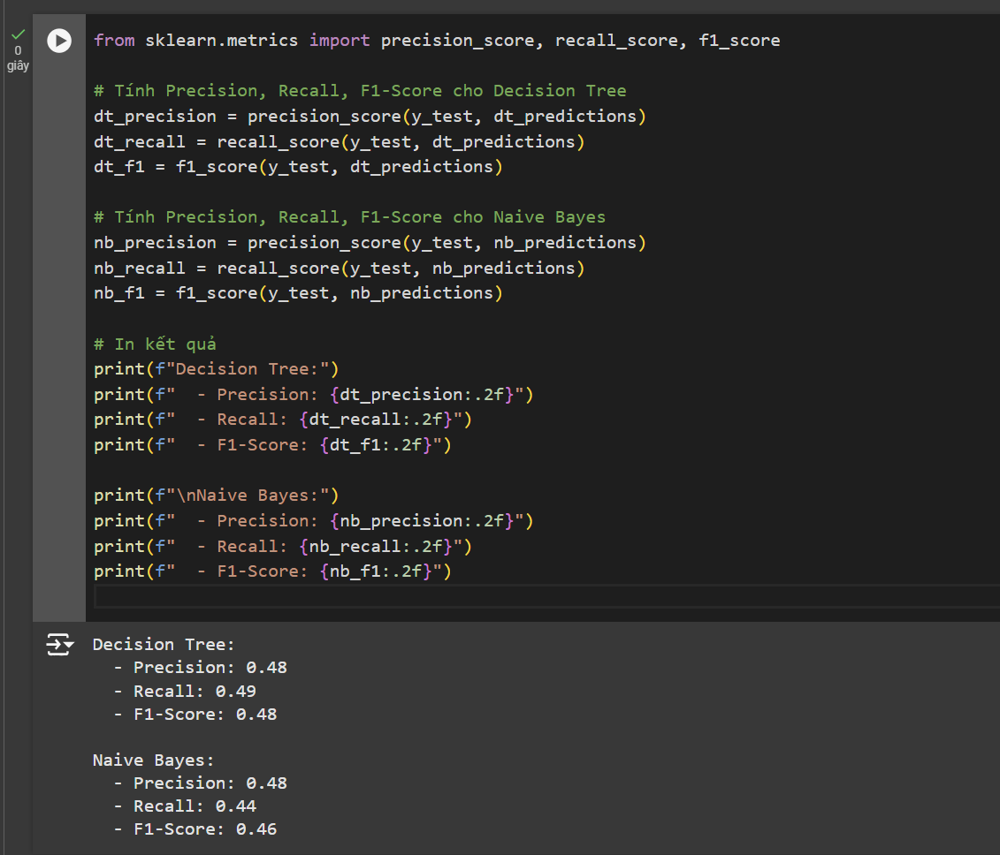 0
giây
from sklearn.metrics import precision_score, recall_score, f1_score
# Tính Precision, Recall, F1-Score cho Decision Tree
dt_precision = precision_score(y_test, dt_predictions)
dt_recall = recall_score(y_test, dt_predictions)
dt_f1 = f1_score(y_test, dt_predictions)
# Tính Precision, Recall, F1-Score cho Naive Bayes
nb_precision = precision_score(y_test, nb_predictions)
nb_recall = recall_score(y_test, nb_predictions)
nb_f1 = f1_score(y_test, nb_predictions)
# In kết quả
print(f"Decision Tree:")
print(f"  - Precision: {dt_precision:.2f}")
print(f"  - Recall: {dt_recall:.2f}")
print(f"  - F1-Score: {dt_f1:.2f}")
print(f"\nNaive Bayes:")
print(f"  - Precision: {nb_precision:.2f}")
print(f"  - Recall: {nb_recall:.2f}")
print(f"  - F1-Score: {nb_f1:.2f}")
Decision Tree:
  - Precision: 0.48
  - Recall: 0.49
  - F1-Score: 0.48
Naive Bayes:
  - Precision: 0.48
  - Recall: 0.44
  - F1-Score: 0.46